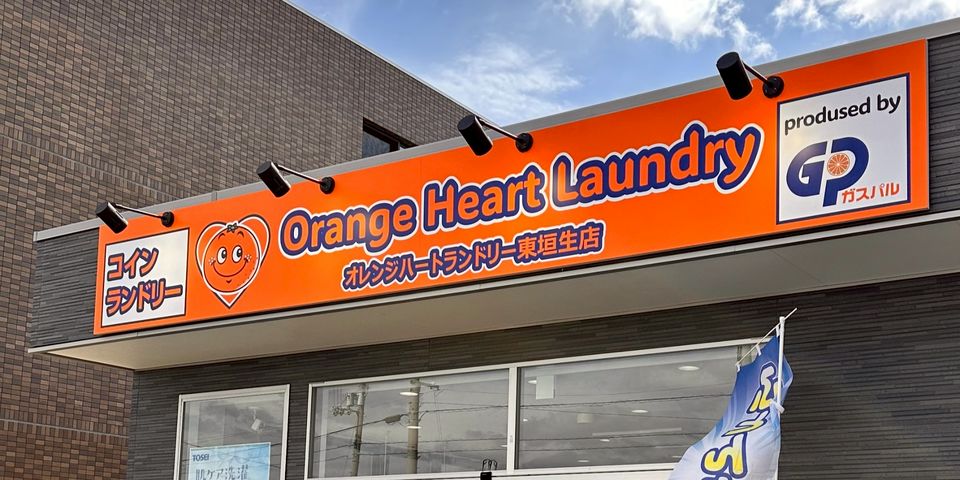 コイン
ランドリー
Orange Heart Laundry
オレンジハートランドリー東垣生店
prodused by
GP
ガスパル
TOSEI
肌ケア洗濯